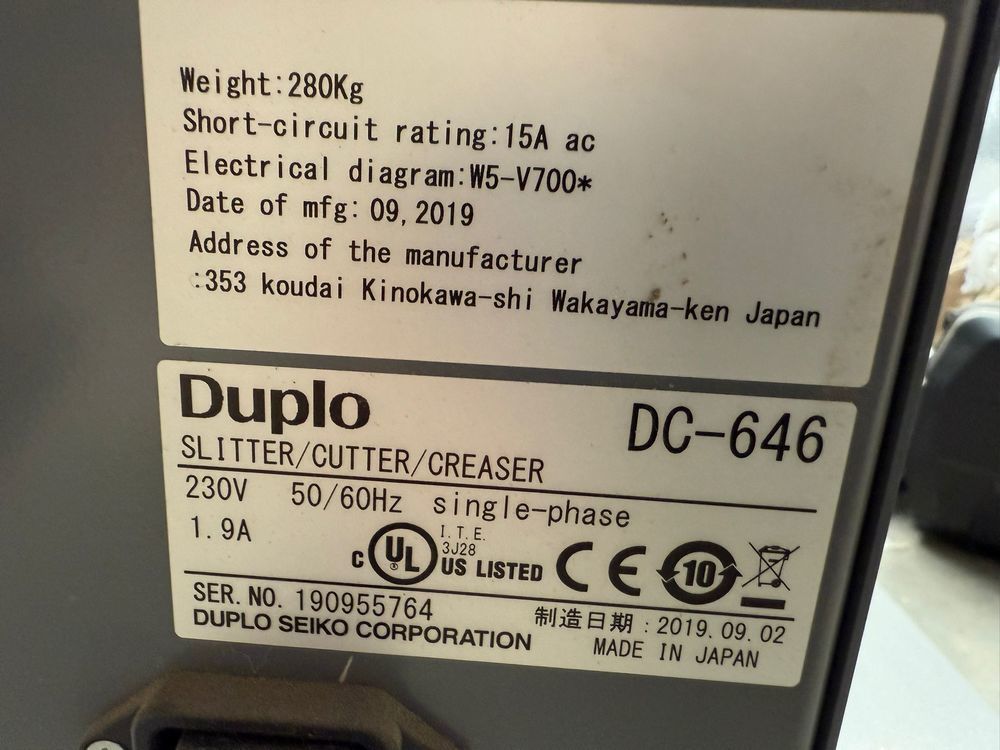 Weight:280Kg
Short-circuit rating:15A ac
Electrical diagram:W5-V700*
Date of mfg: 09,2019
Address of the manufacturer
:353 koudai Kinokawa-shi Wakayama-ken Japan
Duplo DC-646
SLITTER/CUTTER/CREASER
230V 50/60Hz single-phase
1.9A
C UL ® US LISTED
I.T.E.
3J28
CE
10
SER.NO. 190955764
制造日期:2019.09.02
DUPLO SEIKO CORPORATION
MADE IN JAPAN